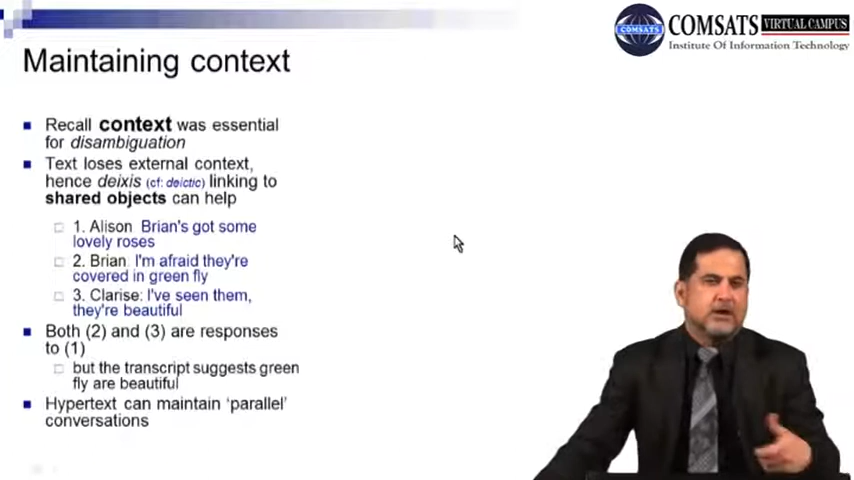 COMSATS
COMSATS VIRTUAL CAMPUS
Institute Of Information Technology
Maintaining context
Recall context was essential
for disambiguation
Text loses external context,
hence deixis (cf: deictic) linking to
shared objects can help
1. Alison Brian's got some
lovely roses
2. Brian: I'm afraid they're
covered in green fly
3. Clarise: I've seen them,
they're beautiful
Both (2) and (3) are responses
to (1)
but the transcript suggests green
fly are beautiful
Hypertext can maintain ‘parallel’
conversations